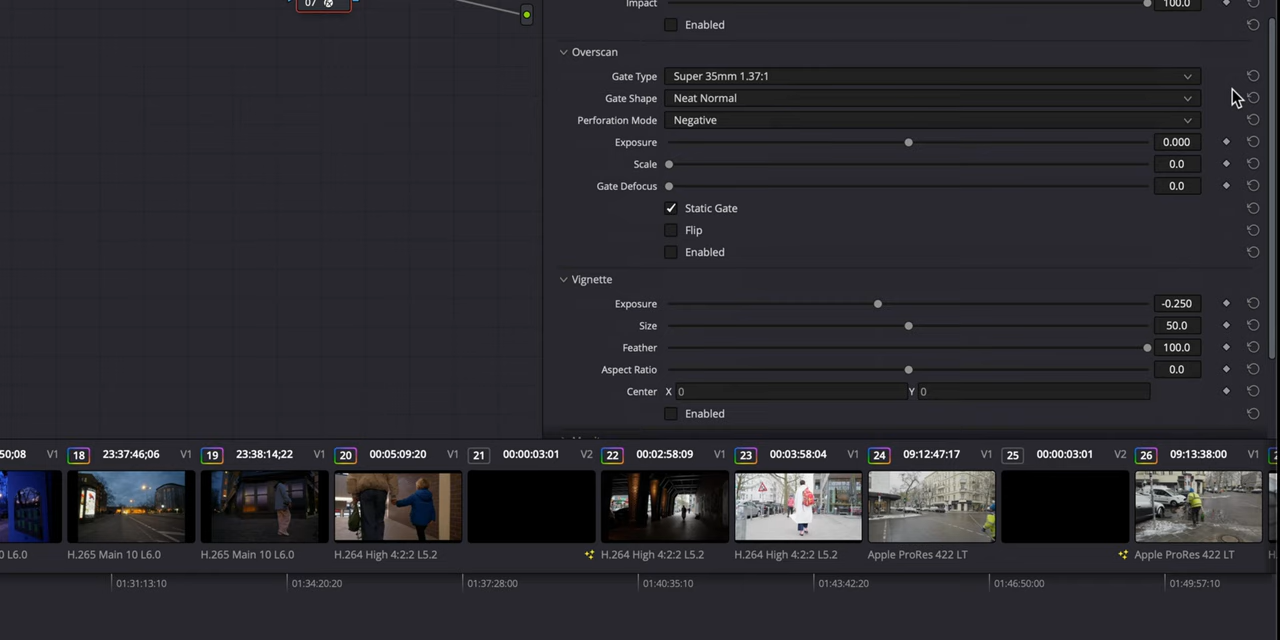 07
Impact 100.0
Enabled
Overscan
Gate Type Super 35mm 1.37:1
Gate Shape Neat Normal
Perforation Mode Negative
Exposure 0.000
Scale 0.0
Gate Defocus 0.0
Static Gate
Flip
Enabled
Vignette
Exposure -0.250
Size 50.0
Feather 100.0
Aspect Ratio 0.0
Center X 0 Y 0
Enabled
50;08 V1 18 23:37:46;06 V1 19 23:38:14;22 V1 20 00:05:09:20 V1 21 00:00:03:01 V2 22 00:02:58:09 V1 23 00:03:58:04 V1 24 09:12:47:17 V1 25 00:00:03:01 V2 26 09:13:38:00 V1
L6.0 H.265 Main 10 L6.0 H.265 Main 10 L6.0 H.264 High 4:2:2 L5.2 H.264 High 4:2:2 L5.2 H.264 High 4:2:2 L5.2 Apple ProRes 422 LT Apple ProRes 422 LT
01:31:13:10 01:34:20:20 01:37:28:00 01:40:35:10 01:43:42:20 01:46:50:00 01:49:57:10